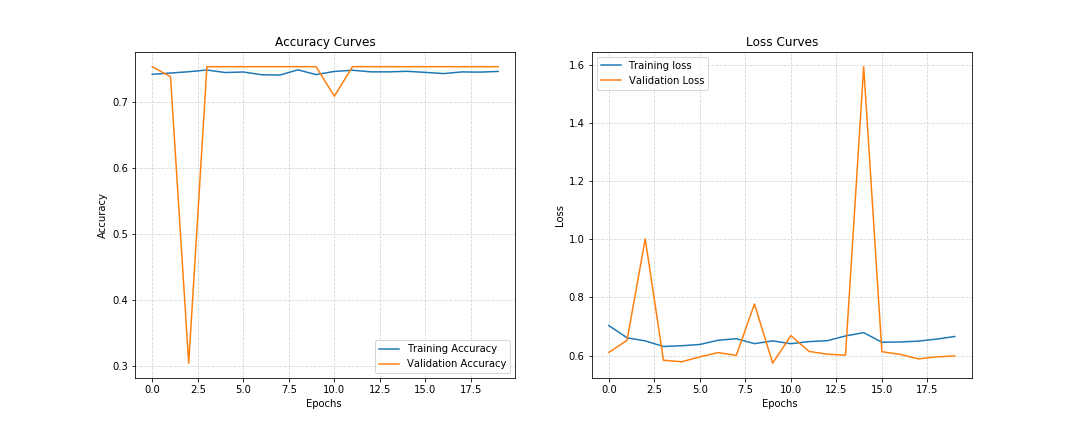 Accuracy Curves
Accuracy
0.7
0.6
0.5
0.4
0.3
Training Accuracy
Validation Accuracy
0.0 2.5 5.0 7.5 10.0 12.5 15.0 17.5
Epochs
Loss Curves
Loss
1.6
1.4
1.2
1.0
0.8
0.6
Training loss
Validation Loss
0.0 2.5 5.0 7.5 10.0 12.5 15.0 17.5
Epochs